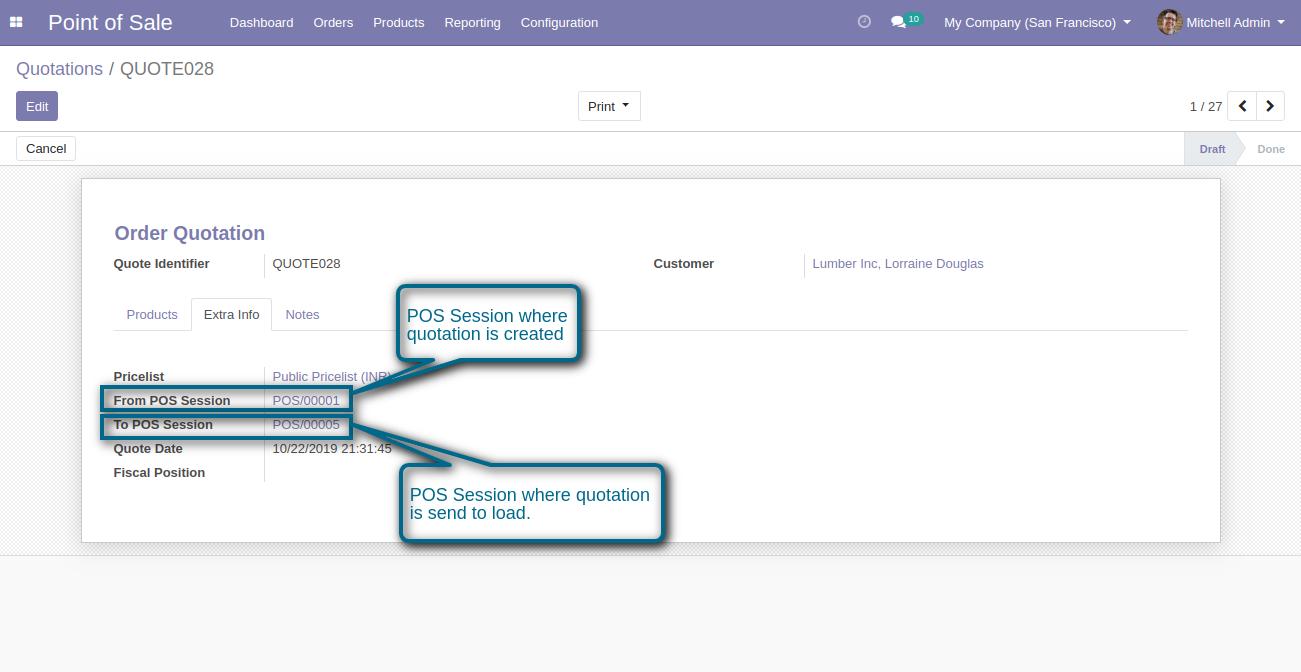 Point of Sale Dashboard Orders Products Reporting Configuration 10 My Company (San Francisco) Mitchell Admin
Quotations / QUOTE028
Edit Print 1 / 27
Cancel Draft Done
Order Quotation
Quote Identifier QUOTE028 Customer Lumber Inc, Lorraine Douglas
Products Extra Info Notes
POS Session where
quotation is created
Pricelist Public Pricelist (INR)
From POS Session POS/00001
To POS Session POS/00005
Quote Date 10/22/2019 21:31:45
Fiscal Position
POS Session where quotation
is send to load.